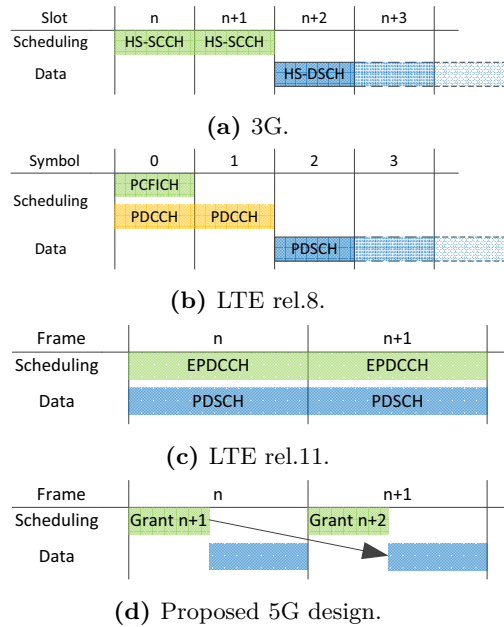 Slot n n+1 n+2 n+3
Scheduling HS-SCCH HS-SCCH
Data HS-DSCH
(a) 3G.
Symbol 0 1 2 3
PCFICH
Scheduling
PDCCH PDCCH
Data PDSCH
(b) LTE rel.8.
Frame n n+1
Scheduling EPDCCH EPDCCH
Data PDSCH PDSCH
(c) LTE rel.11.
Frame n n+1
Scheduling Grant n+1 Grant n+2
Data
(d) Proposed 5G design.